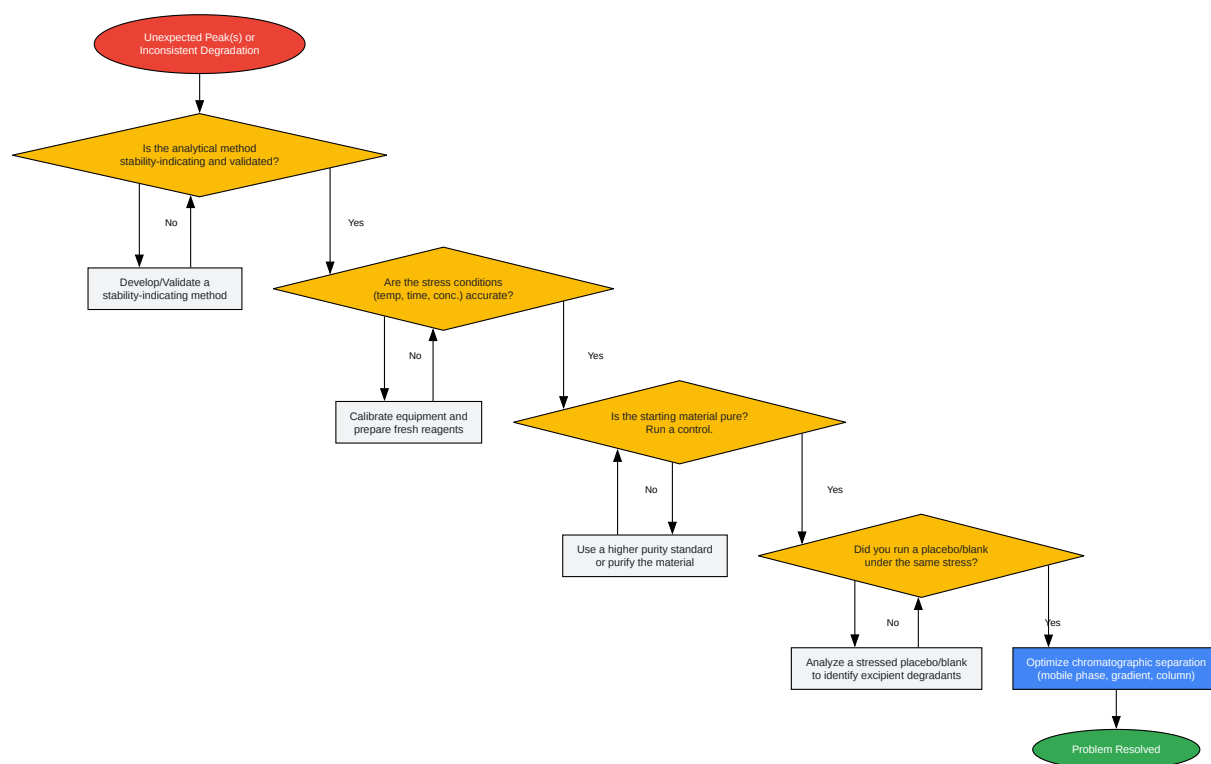 Unexpected Peak(s) or
Inconsistent Degradation
Is the analytical method
stability-indicating and validated?
No
Yes
Develop/Validate a
stability-indicating method
Are the stress conditions
(temp, time, conc.) accurate?
No
Yes
Calibrate equipment and
prepare fresh reagents
Is the starting material pure?
Run a control.
No
Yes
Use a higher purity standard
or purify the material
Did you run a placebo/blank
under the same stress?
No
Yes
Analyze a stressed placebo/blank
to identify excipient degradants
Optimize chromatographic separation
(mobile phase, gradient, column)
Problem Resolved